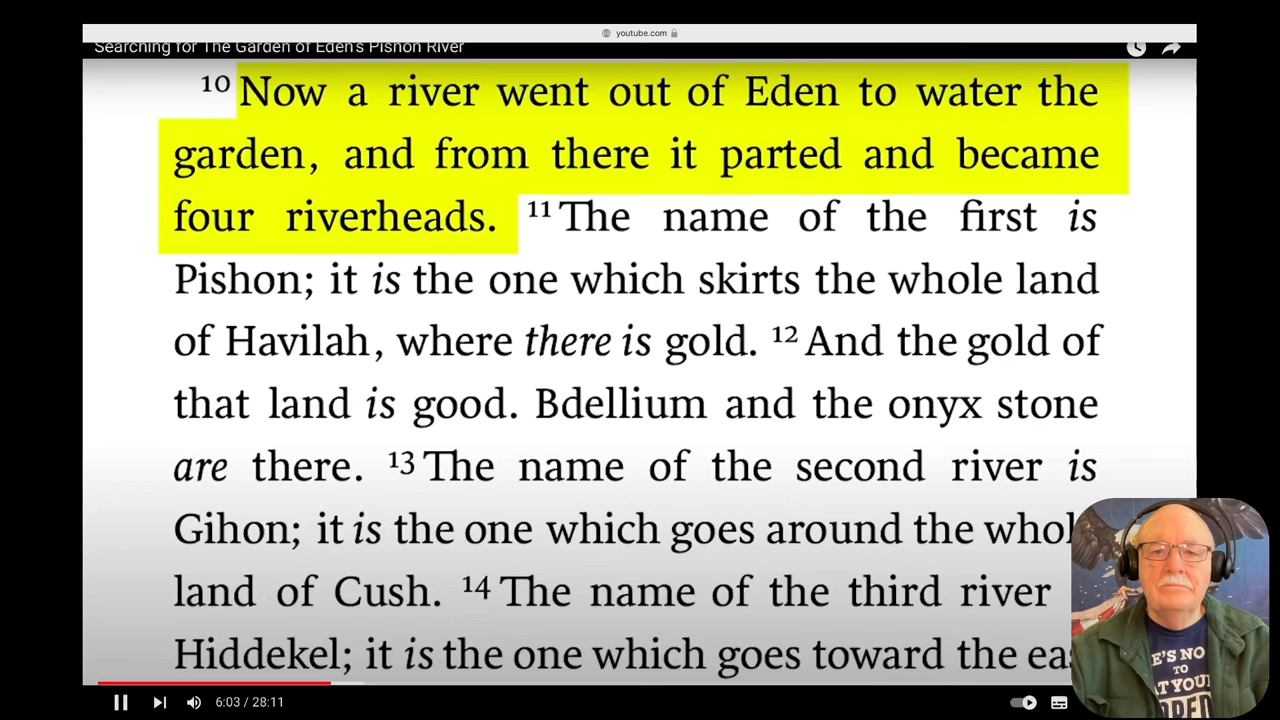 youtube.com
Searching for The Garden of Eden's Pishon River
10 Now a river went out of Eden to water the
garden, and from there it parted and became
four riverheads. 11 The name of the first is
Pishon; it is the one which skirts the whole land
of Havilah, where there is gold. 12 And the gold of
that land is good. Bdellium and the onyx stone
are there. 13 The name of the second river is
Gihon; it is the one which goes around the whol
land of Cush. 14 The name of the third river
Hiddekel; it is the one which goes toward the eas
E'S NO
TO
AT YOU
6:03 / 28:11